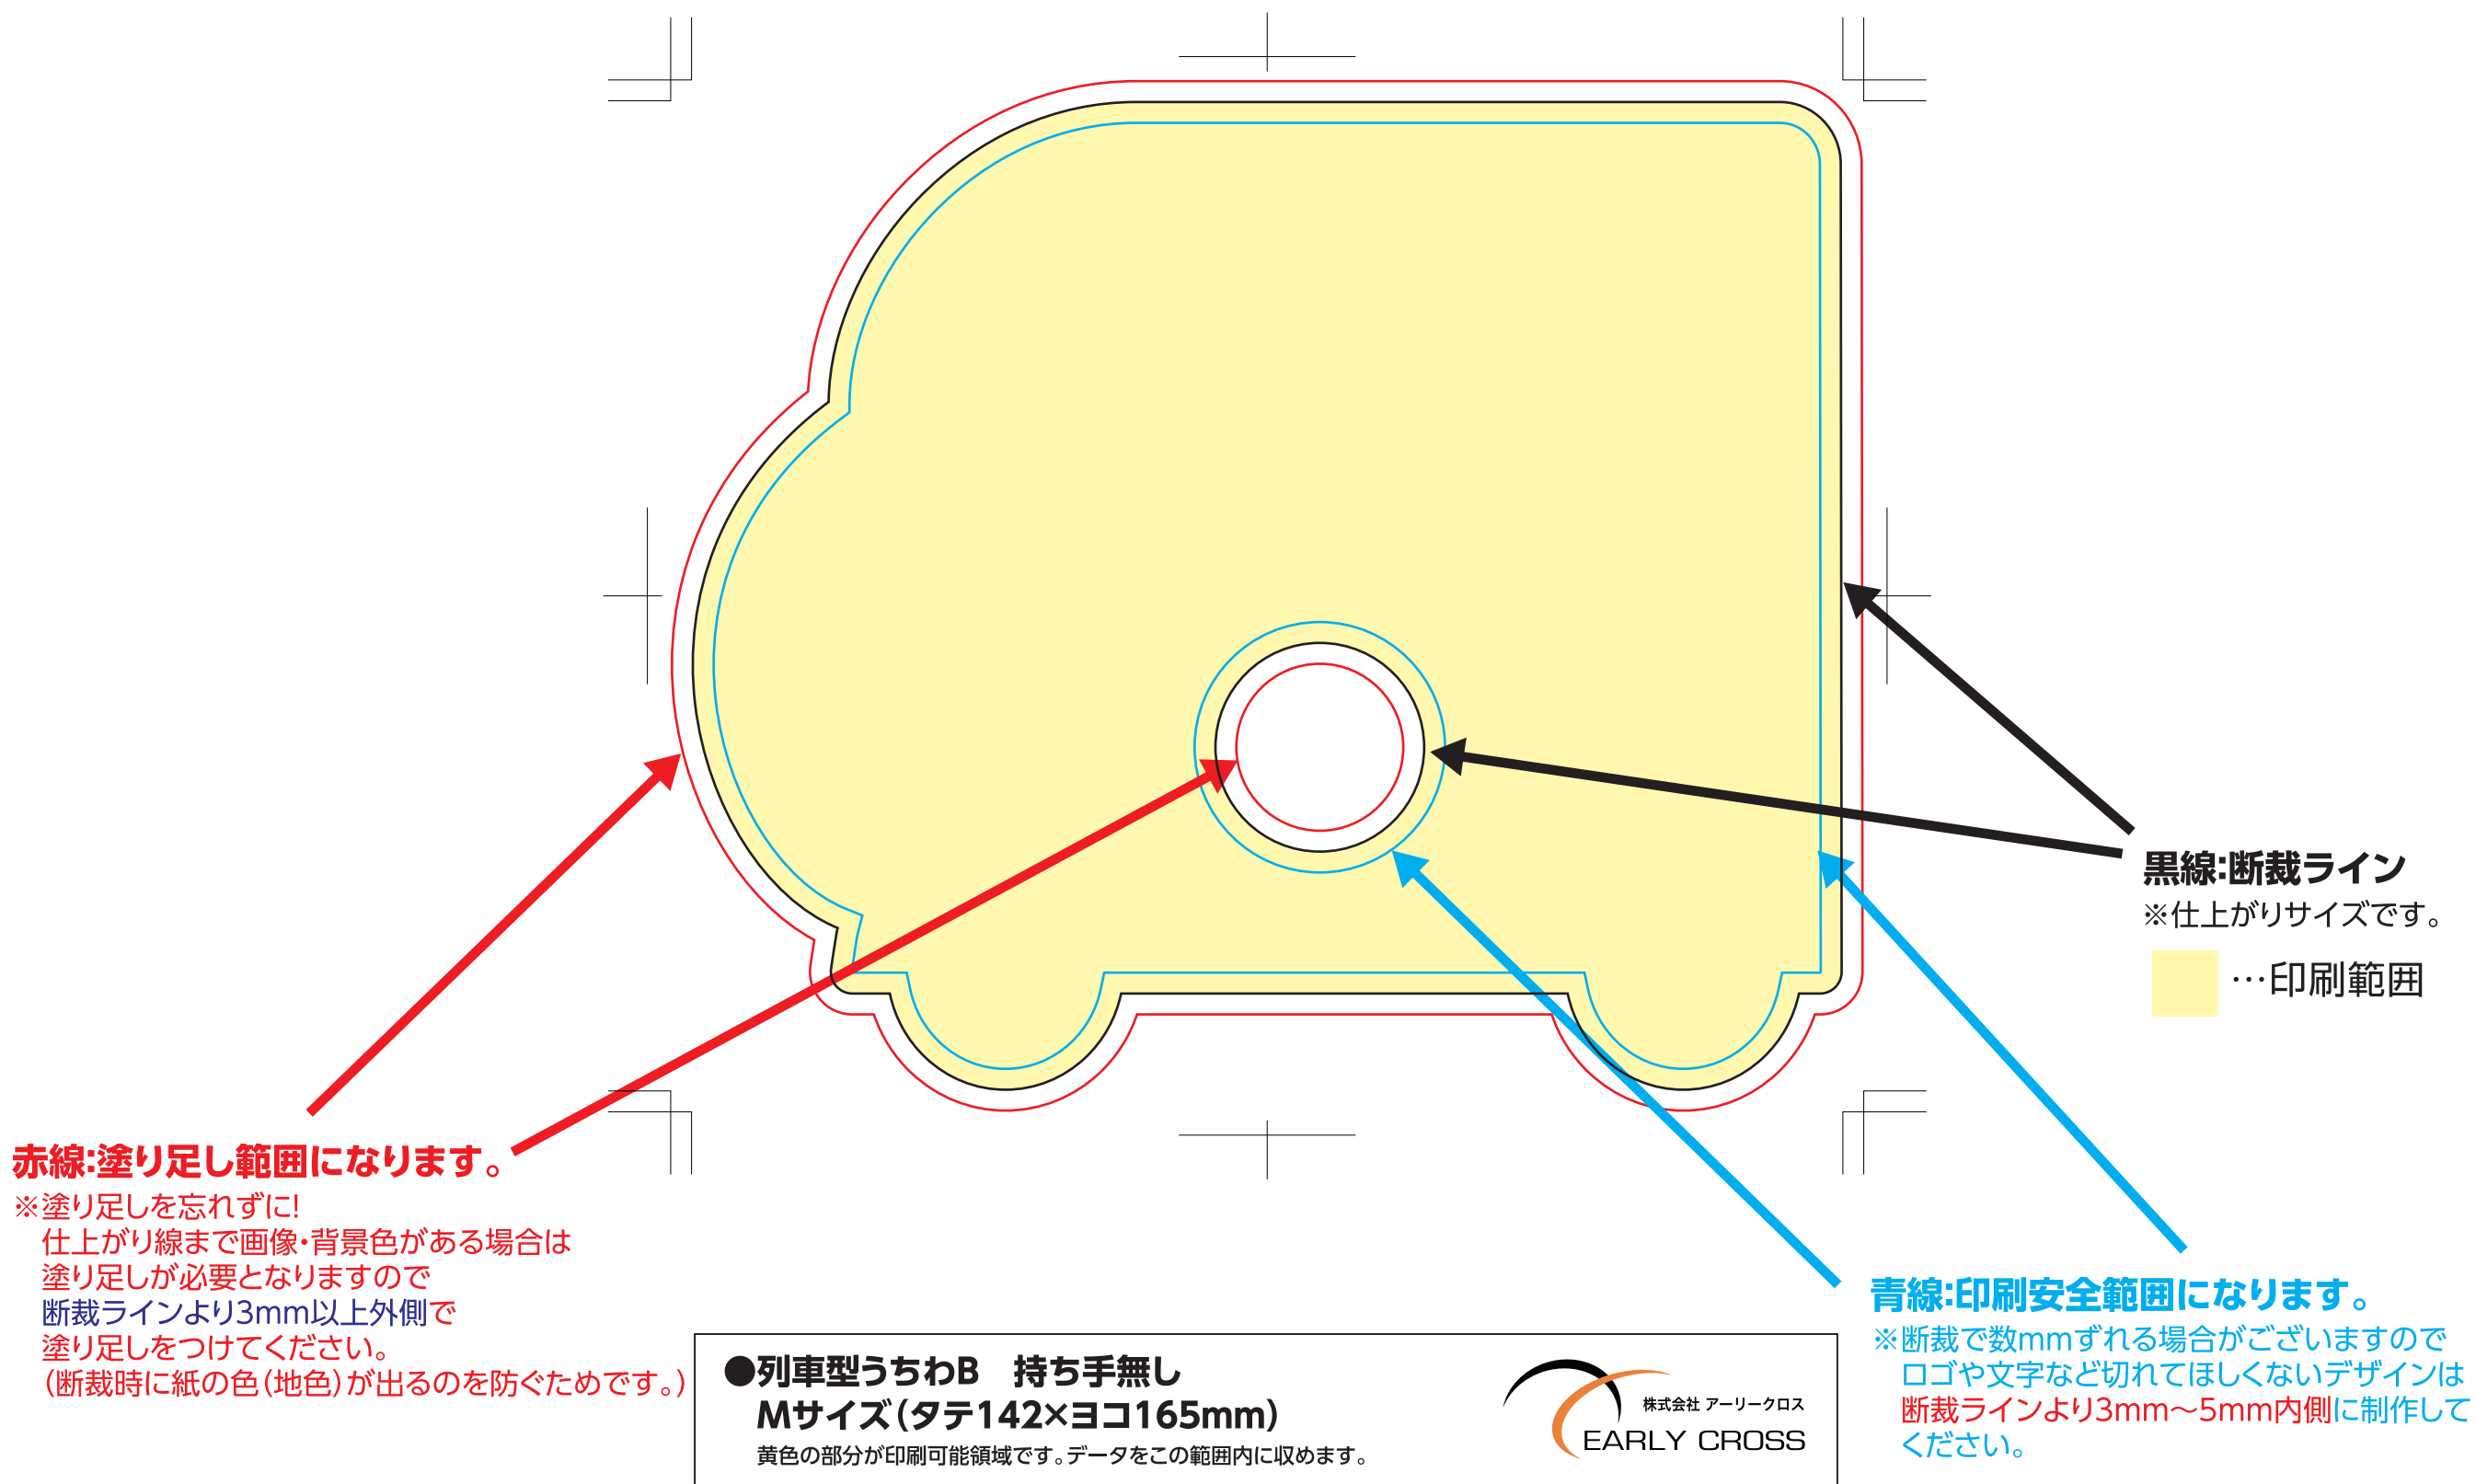 黒線:断裁ライン
※仕上がりサイズです。
…印刷範囲
赤線:塗り足し範囲になります。
※塗り足しを忘れずに!
仕上がり線まで画像・背景色がある場合は
塗り足しが必要となりますので
断裁ラインより3mm以上外側で
塗り足しをつけてください。
(断裁時に紙の色(地色)が出るのを防ぐためです。)
青線:印刷安全範囲になります。
※断裁で数mmずれる場合がございますので
ロゴや文字など切れてほしくないデザインは
断裁ラインより3mm〜5mm内側に制作して
ください。
●列車型うちわB 持ち手無し
Mサイズ(タテ142×ヨコ165mm)
黄色の部分が印刷可能領域です。データをこの範囲内に収めます。
株式会社 アーリークロス
EARLY CROSS